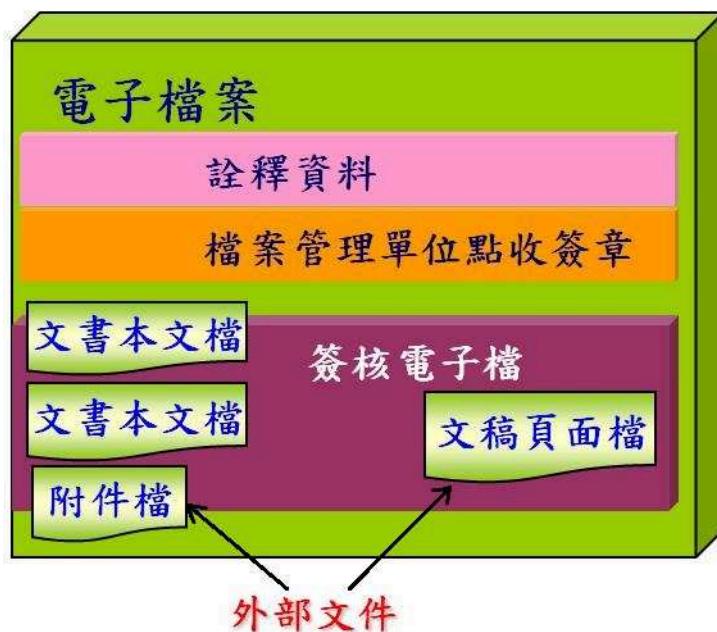 電子檔案
詮釋資料
檔案管理單位點收簽章
文書本文檔
簽核電子檔
文書本文檔
文稿頁面檔
附件檔
外部文件